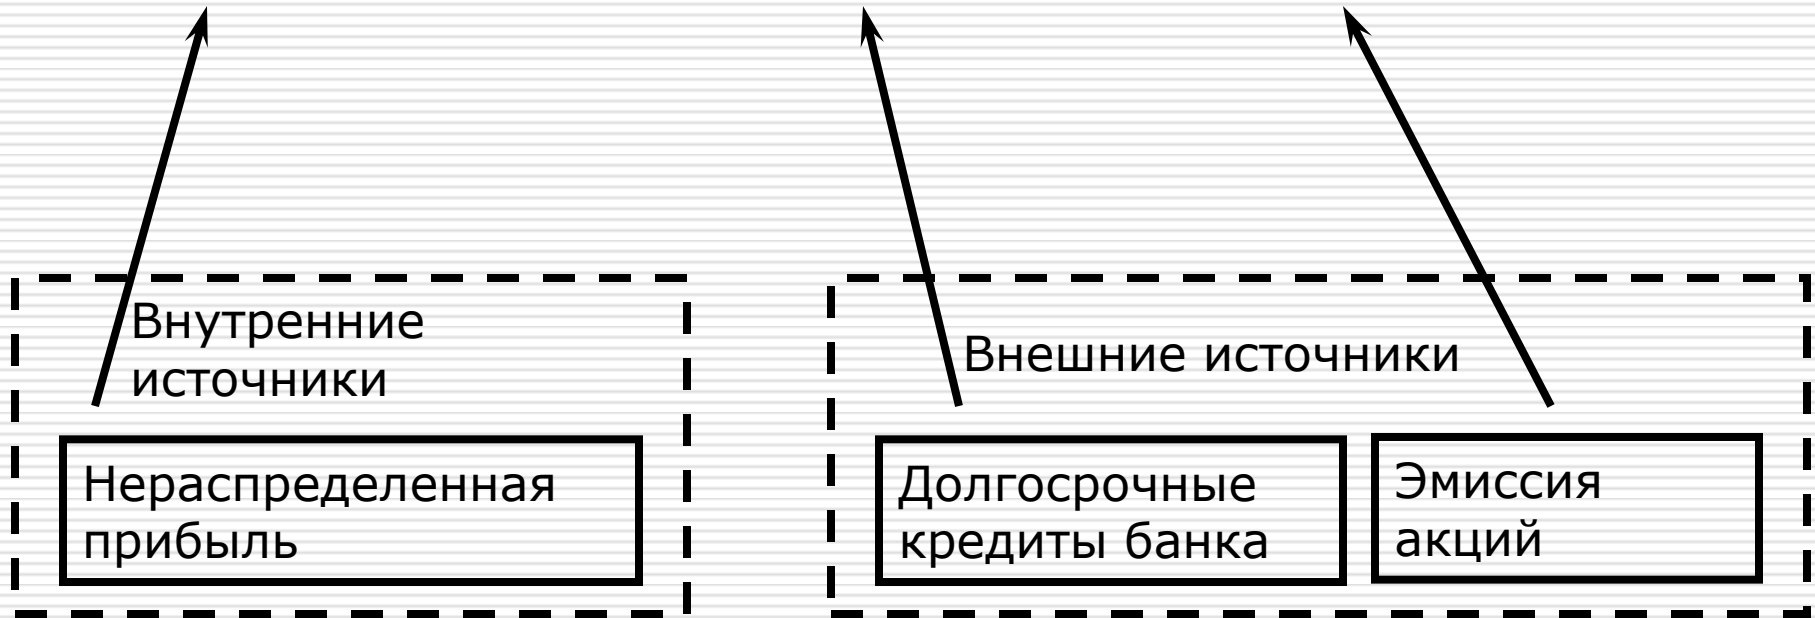 Внутренние
источники
Нераспределенная
прибыль
Внешние источники
Долгосрочные
кредиты банка
Эмиссия
акций